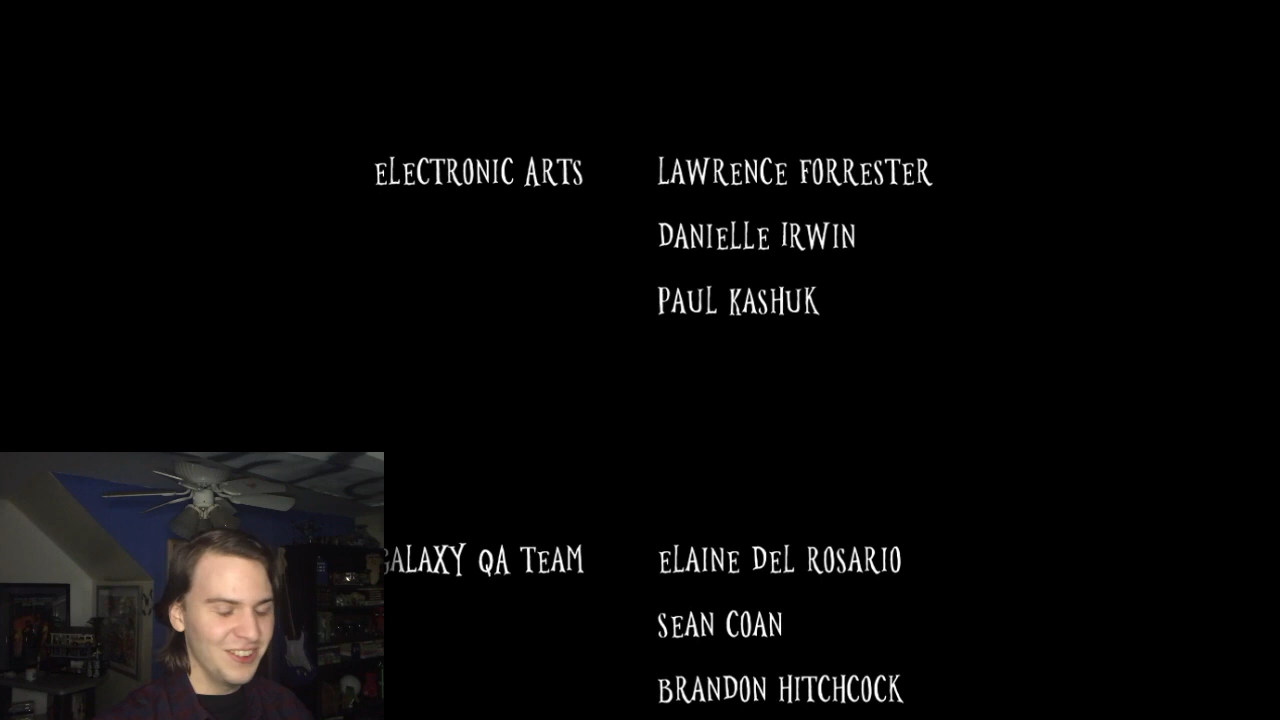 ELECTRONIC ARTS LAWRENCE FORRESTER
DANIELLE IRWIN
PAUL KASHUK
GALAXY QA TEAM ELAINE DEL ROSARIO
SEAN COAN
BRANDON HITCHCOCK